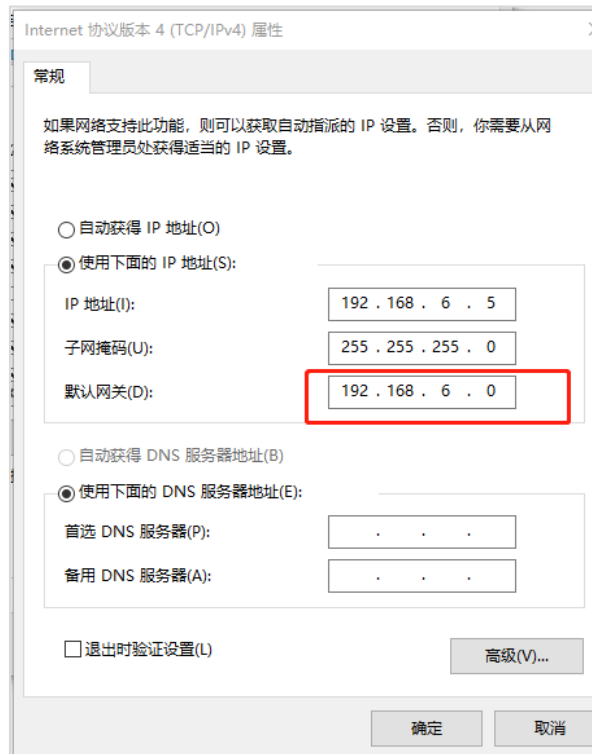 Internet 协议版本 4 (TCP/IPv4) 属性
常规
如果网络支持此功能，则可以获取自动指派的 IP 设置。否则，你需要从网
络系统管理员处获得适当的 IP 设置。
自动获得 IP 地址(O)
使用下面的 IP 地址(S):
IP 地址(I):
192 . 168 . 6 . 5
子网掩码(U):
255 . 255 . 255 . 0
默认网关(D):
192 . 168 . 6 . 0
自动获得 DNS 服务器地址(B)
使用下面的 DNS 服务器地址(E):
首选 DNS 服务器(P):
. . .
备用 DNS 服务器(A):
. . .
退出时验证设置(L)
高级(V)...
确定
取消